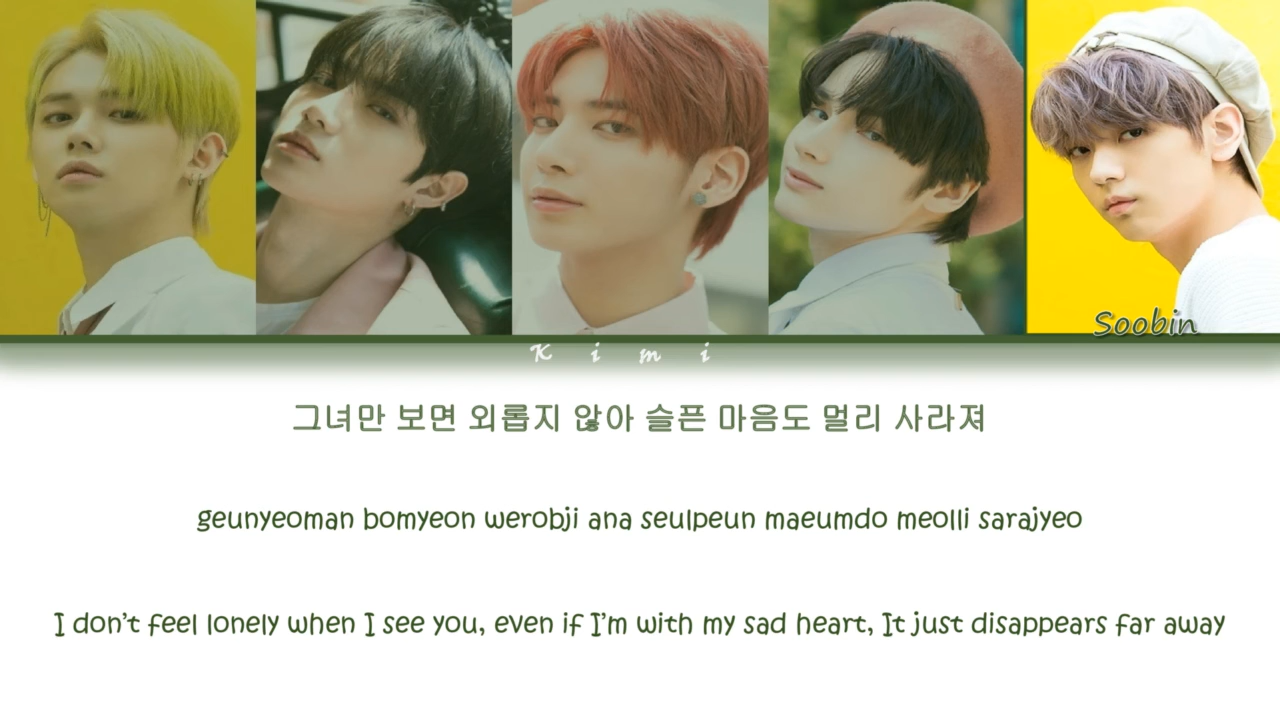 Soobin
Kimi
그녀만 보면 외롭지 않아 슬픈 마음도 멀리 사라져
geunyeoman bomyeon werobji ana seulpeun maeumdo meolli sarajyeo
I don’t feel lonely when I see you, even if I’m with my sad heart, It just disappears far away